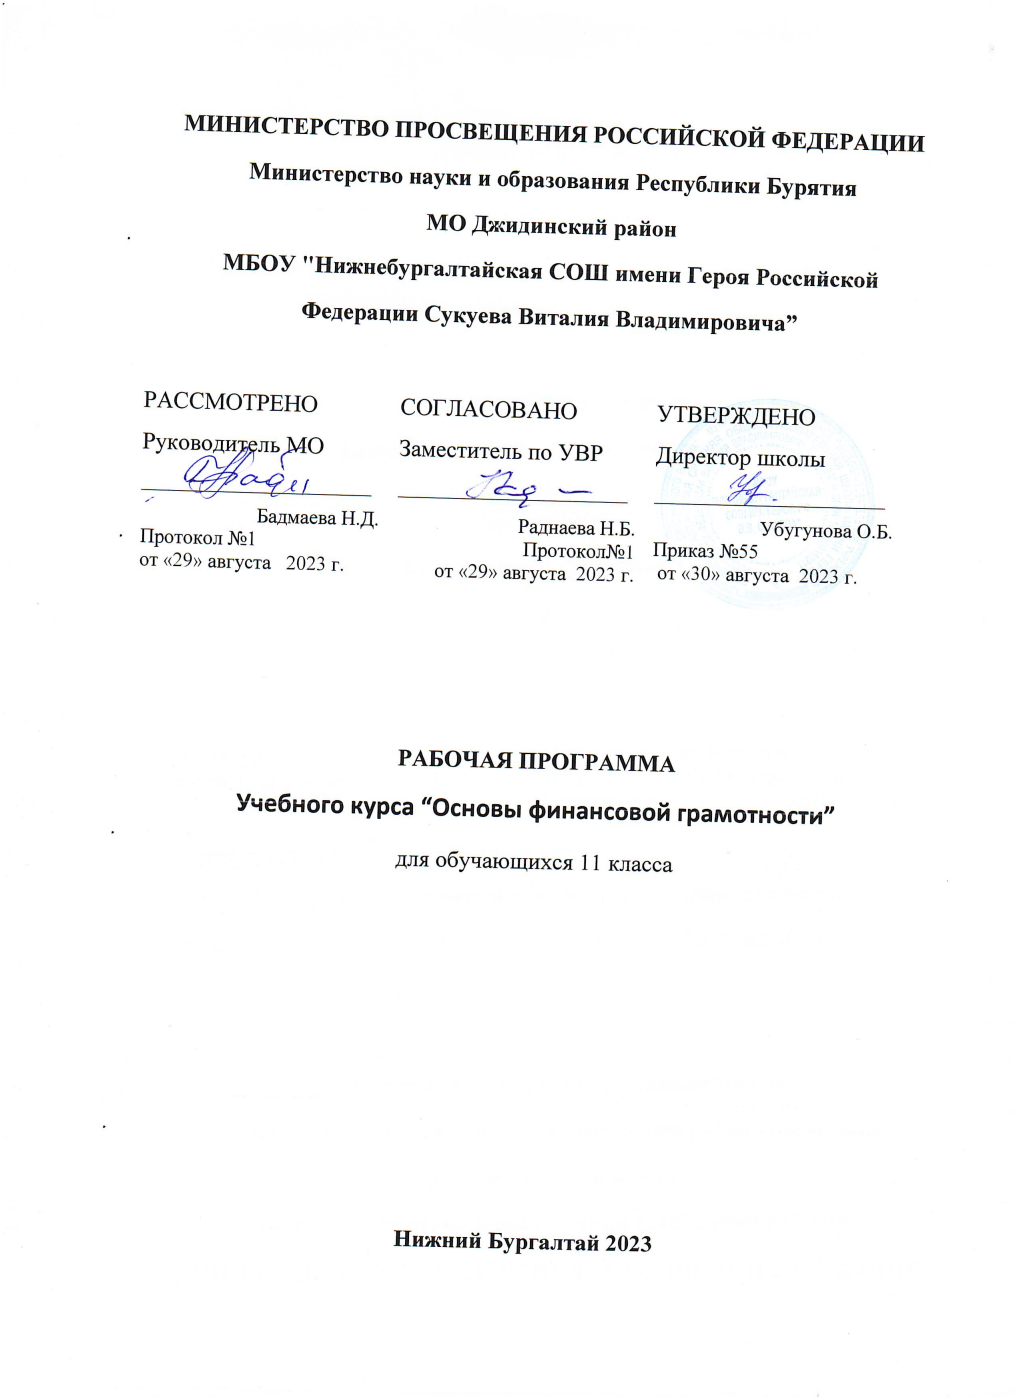 МИНИСТЕРСТВО ПРОСВЕЩЕНИЯ РОССИЙСКОЙ ФЕДЕРАЦИИ
Министерство науки и образования Республики Бурятия
МО Джидинский район
МБОУ "Нижнебургалтайская СОШ имени Героя Российской
Федерации Сукуева Виталия Владимировича”
РАССМОТРЕНО
Руководитель МО
Бадмаева Н.Д.
Протокол №1
от «29» августа 2023 г.
СОГЛАСОВАНО
Заместитель по УВР
Раднаева Н.Б.
Протокол№1
от «29» августа 2023 г.
УТВЕРЖДЕНО
Директор школы
Убугунова О.Б.
Приказ №55
от «30» августа 2023 г.
РАБОЧАЯ ПРОГРАММА
Учебного курса “Основы финансовой грамотности”
для обучающихся 11 класса
Нижний Бургалтай 2023